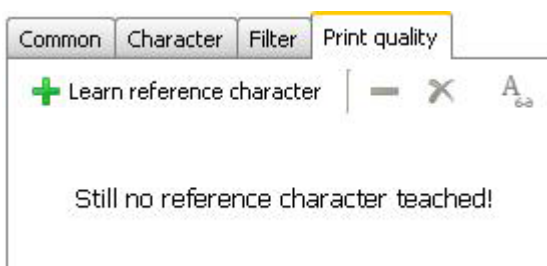 Common Character Filter Print quality
Learn reference character
Still no reference character teached!